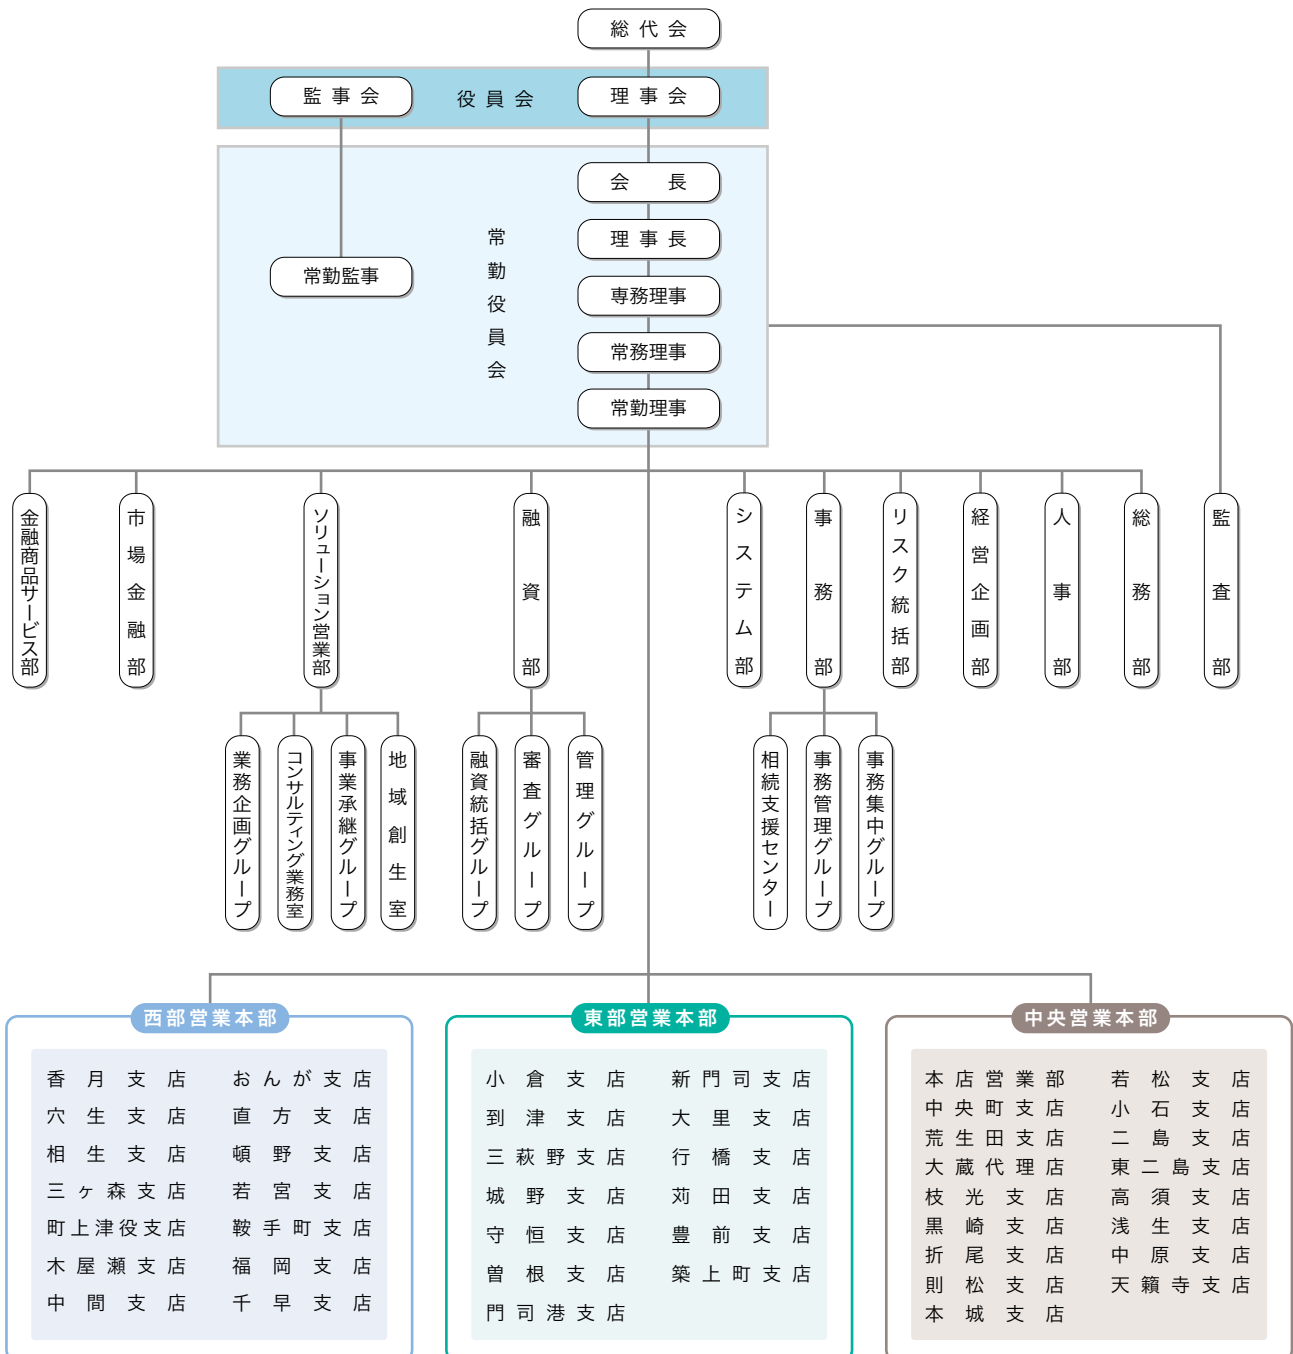 総代会
監事会
役員会
理事会
会長
理事長
専務理事
常務理事
常勤理事
常勤役員会
常勤監事
金融商品サービス部
市場金融部
ソリューション営業部
融資部
システム部
事務部
リスク統括部
経営企画部
人事部
総務部
監査部
業務企画グループ
コンサルティング業務室
事業承継グループ
地域創生室
融資統括グループ
審査グループ
管理グループ
相続支援センター
事務管理グループ
事務集中グループ
西部営業本部
香月支店
穴生支店
相生支店
三ヶ森支店
町上津役支店
木屋瀬支店
中間支店
おんが支店
直方支店
頓野支店
若宮支店
鞍手町支店
福岡支店
千早支店
東部営業本部
小倉支店
到津支店
三萩野支店
城野支店
守恒支店
曽根支店
門司港支店
新門司支店
大里支店
行橋支店
苅田支店
豊前支店
築上町支店
中央営業本部
本店営業部
中央町支店
荒生田支店
大蔵代理店
枝光支店
黒崎支店
折尾支店
則松支店
本城支店
若松支店
小石支店
二島支店
東二島支店
高須支店
浅生支店
中原支店
天籟寺支店